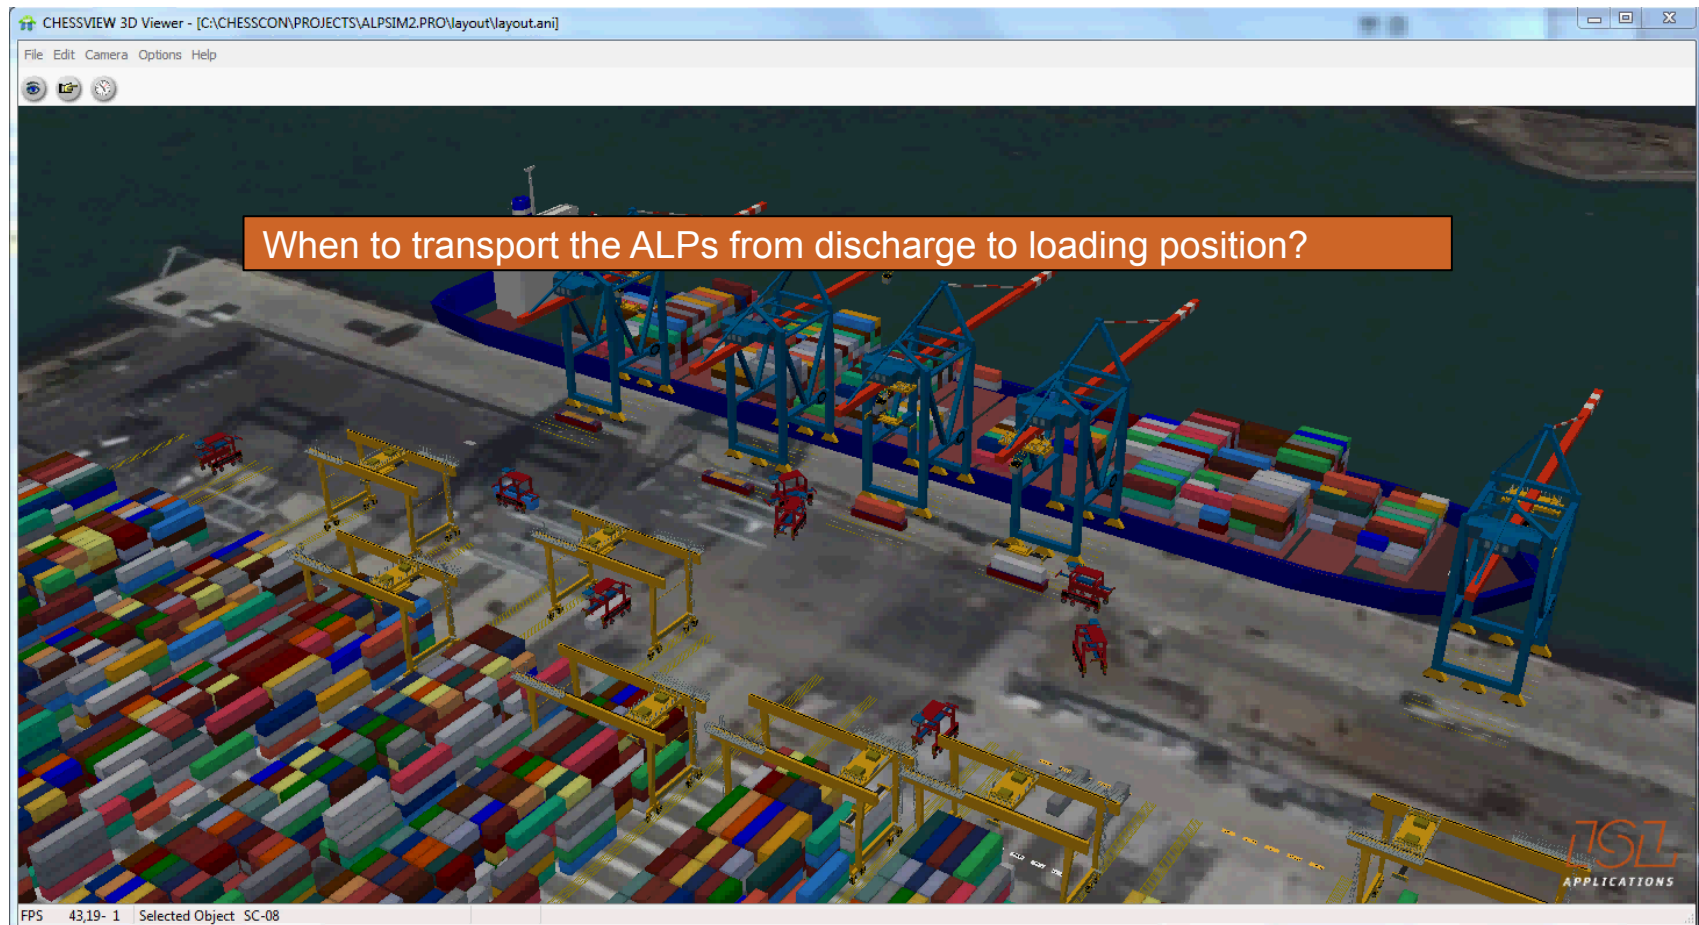 CHESSVIEW 3D Viewer - [C:\CHESSCON\PROJECTS\ALPSIM2.PRO\layout\layout.ani]
File Edit Camera Options Help
When to transport the ALPs from discharge to loading position?
ISL
APPLICATIONS
FPS 43,19- 1 Selected Object SC-08